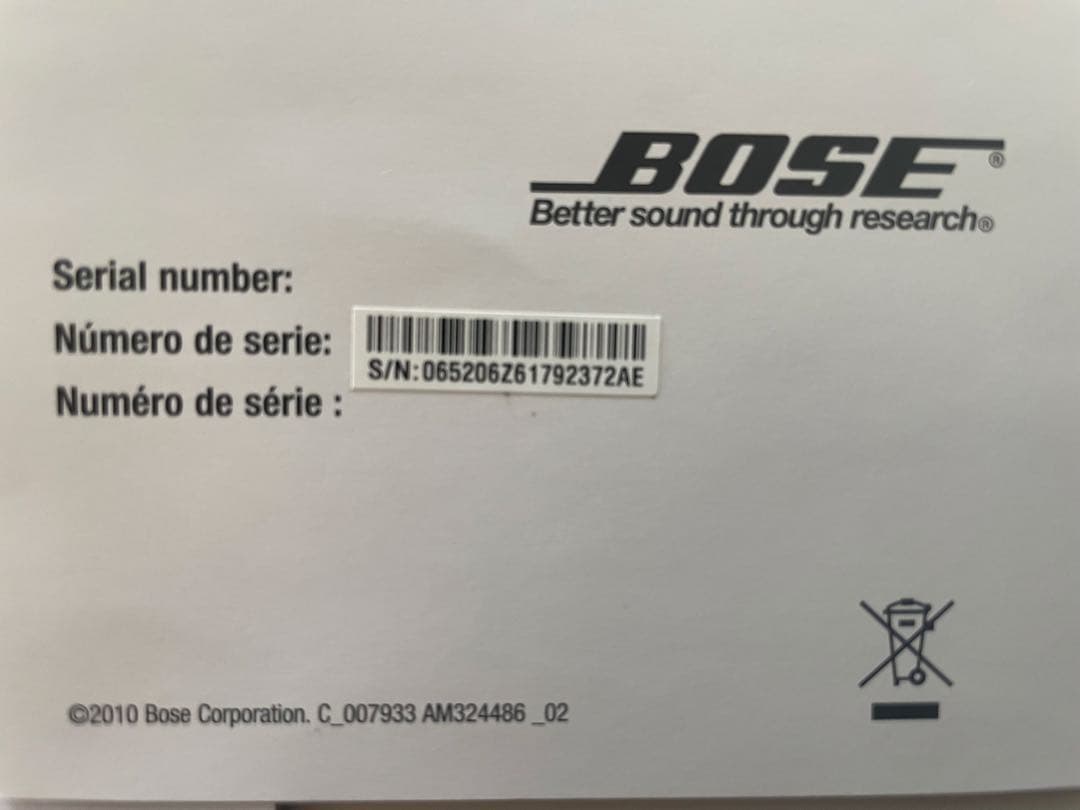 BOSE®
Better sound through research®
Serial number:
Número de serie:
S/N:065206Z61792372AE
Numéro de série :
©2010 Bose Corporation. C_007933 AM324486 _02